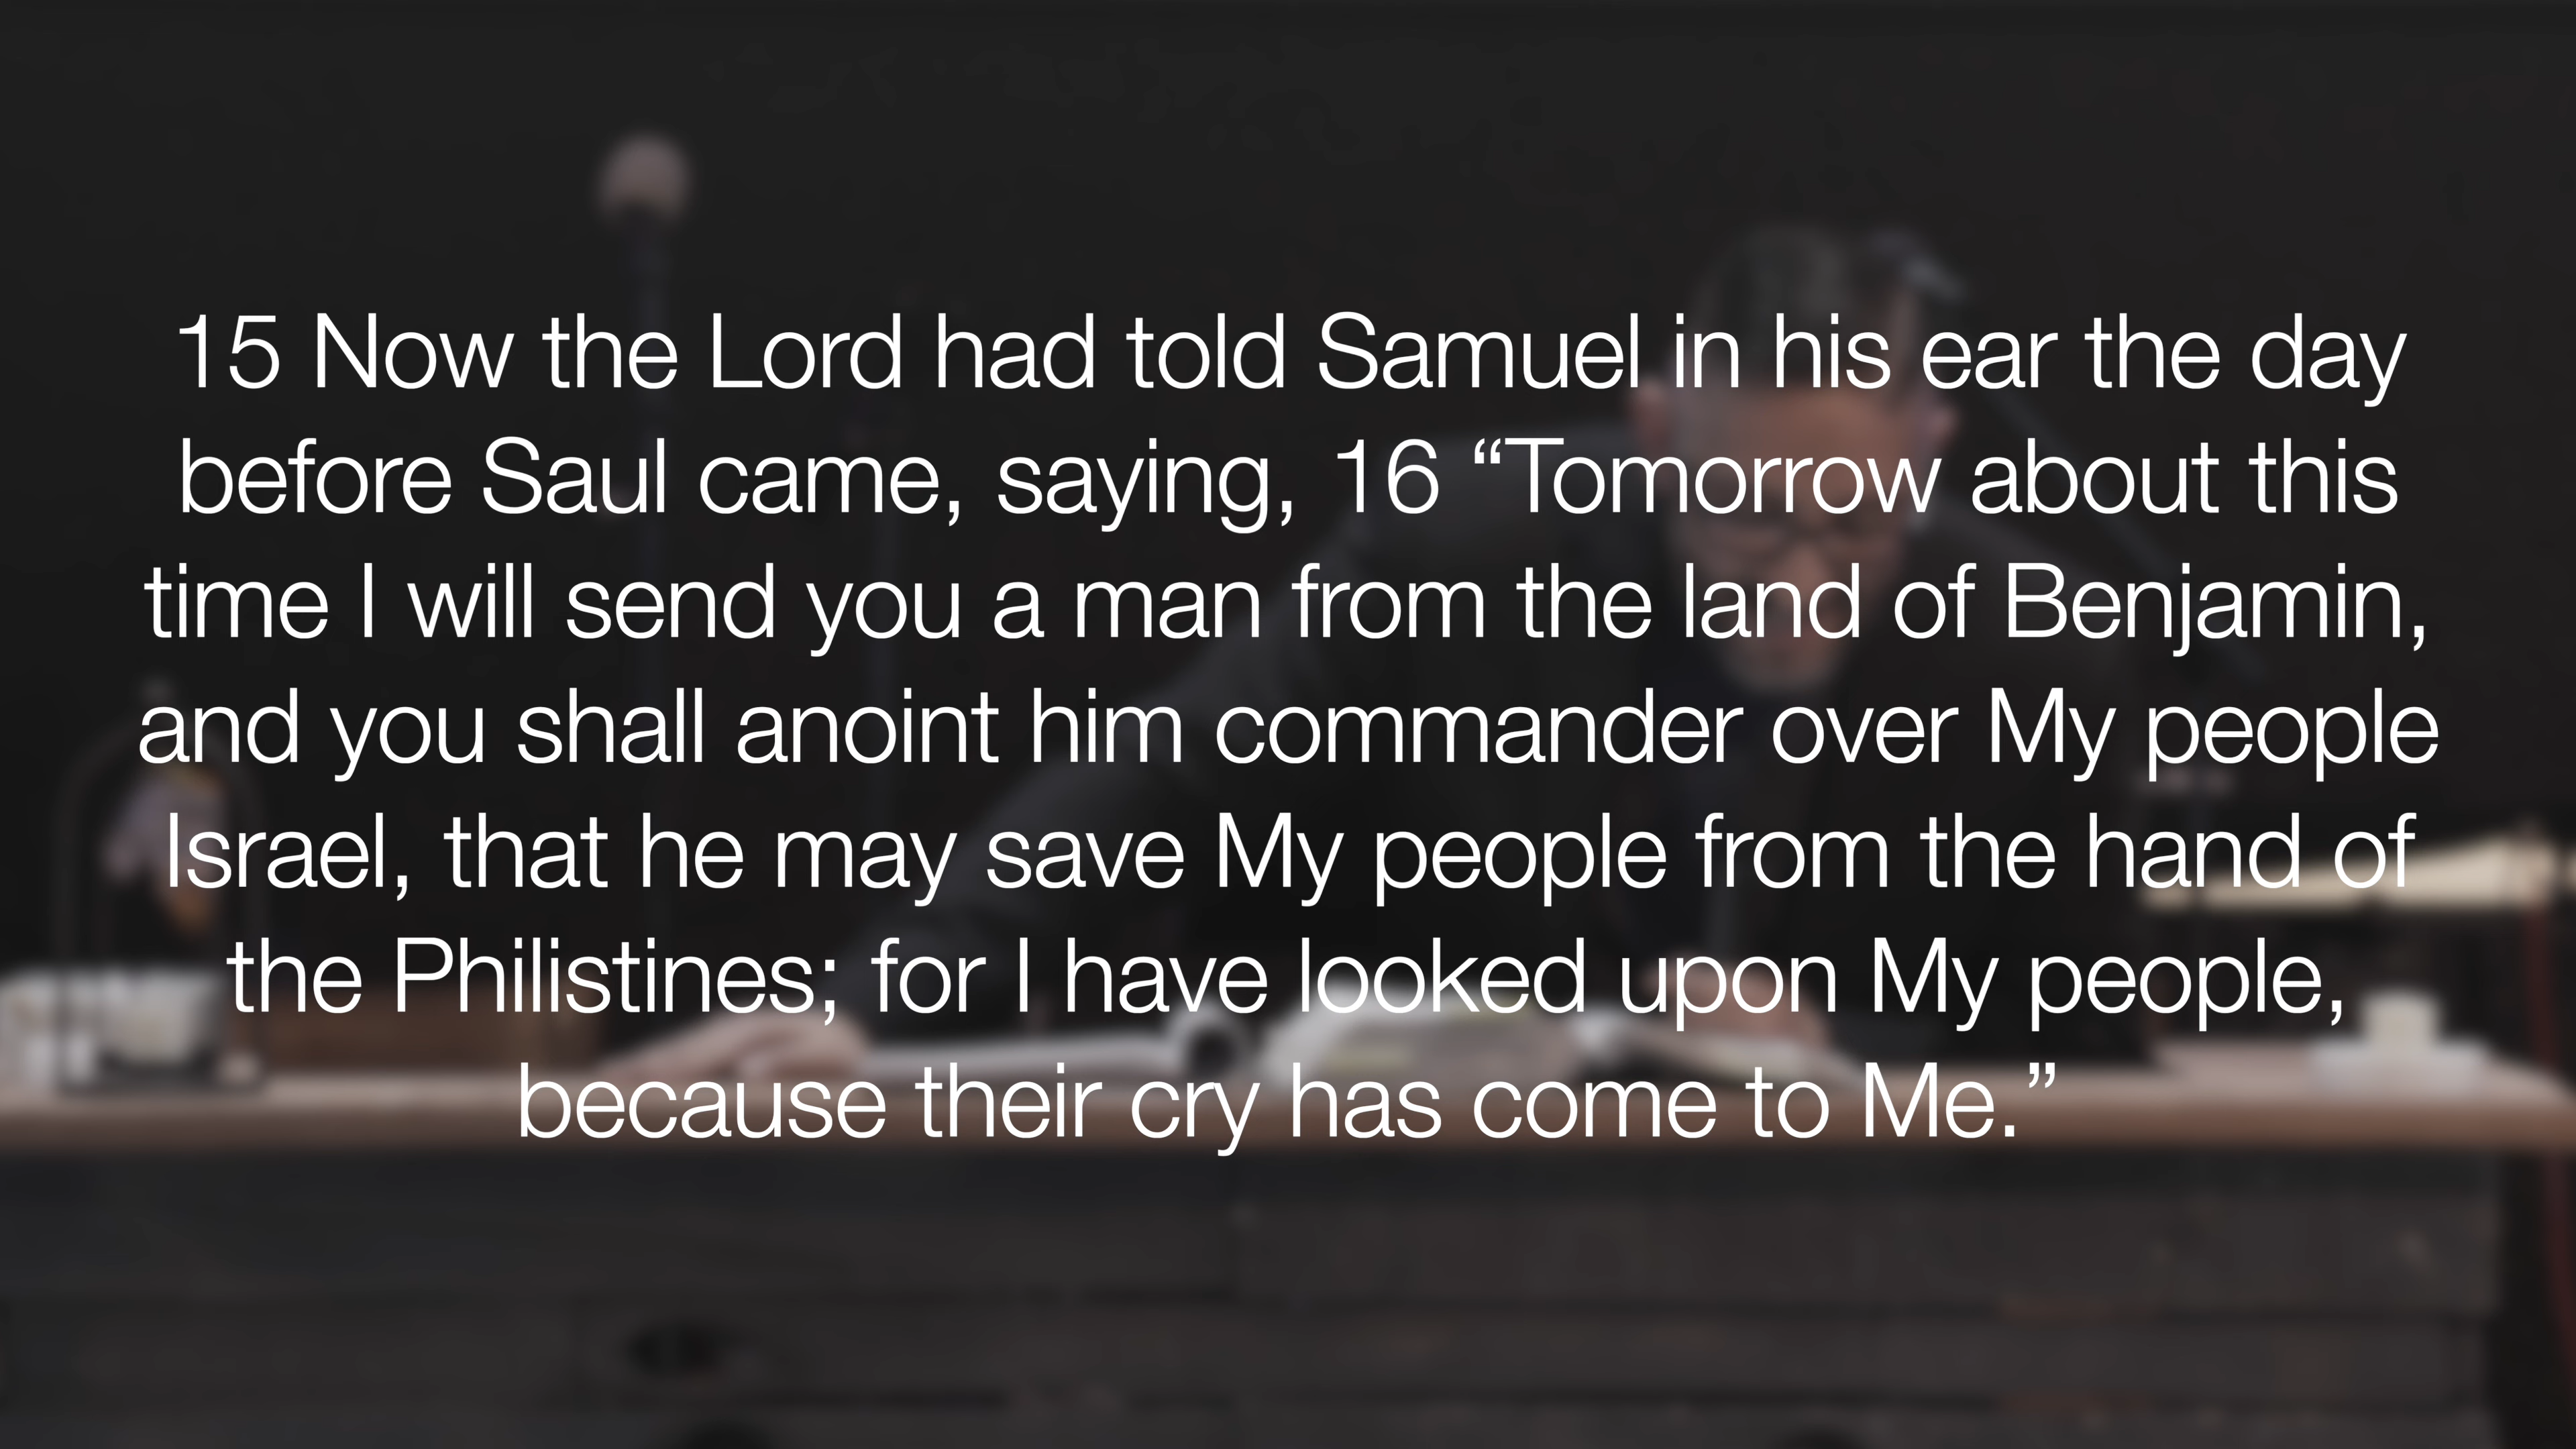 15 Now the Lord had told Samuel in his ear the day
before Saul came, saying, 16 “Tomorrow about this
time I will send you a man from the land of Benjamin,
and you shall anoint him commander over My people
Israel, that he may save My people from the hand of
the Philistines; for I have looked upon My people,
because their cry has come to Me.”